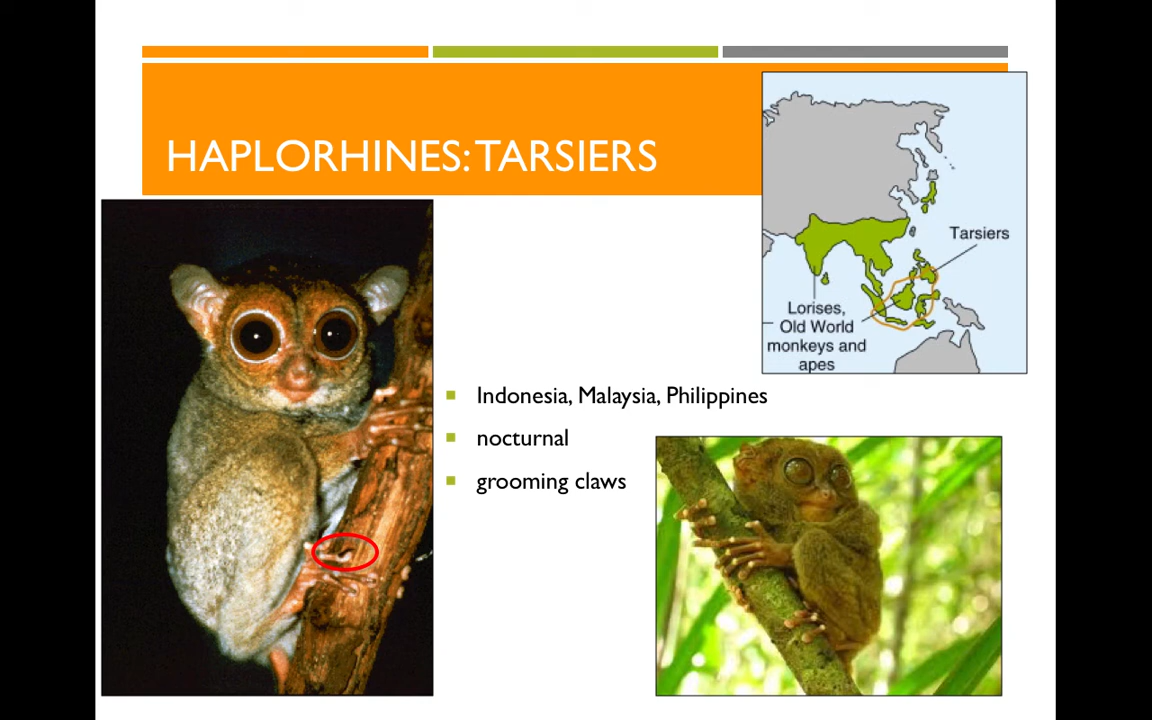 HAPLORHINES: TARSIERS
Tarsiers
Lorises,
Old World
monkeys and
apes
Indonesia, Malaysia, Philippines
nocturnal
grooming claws